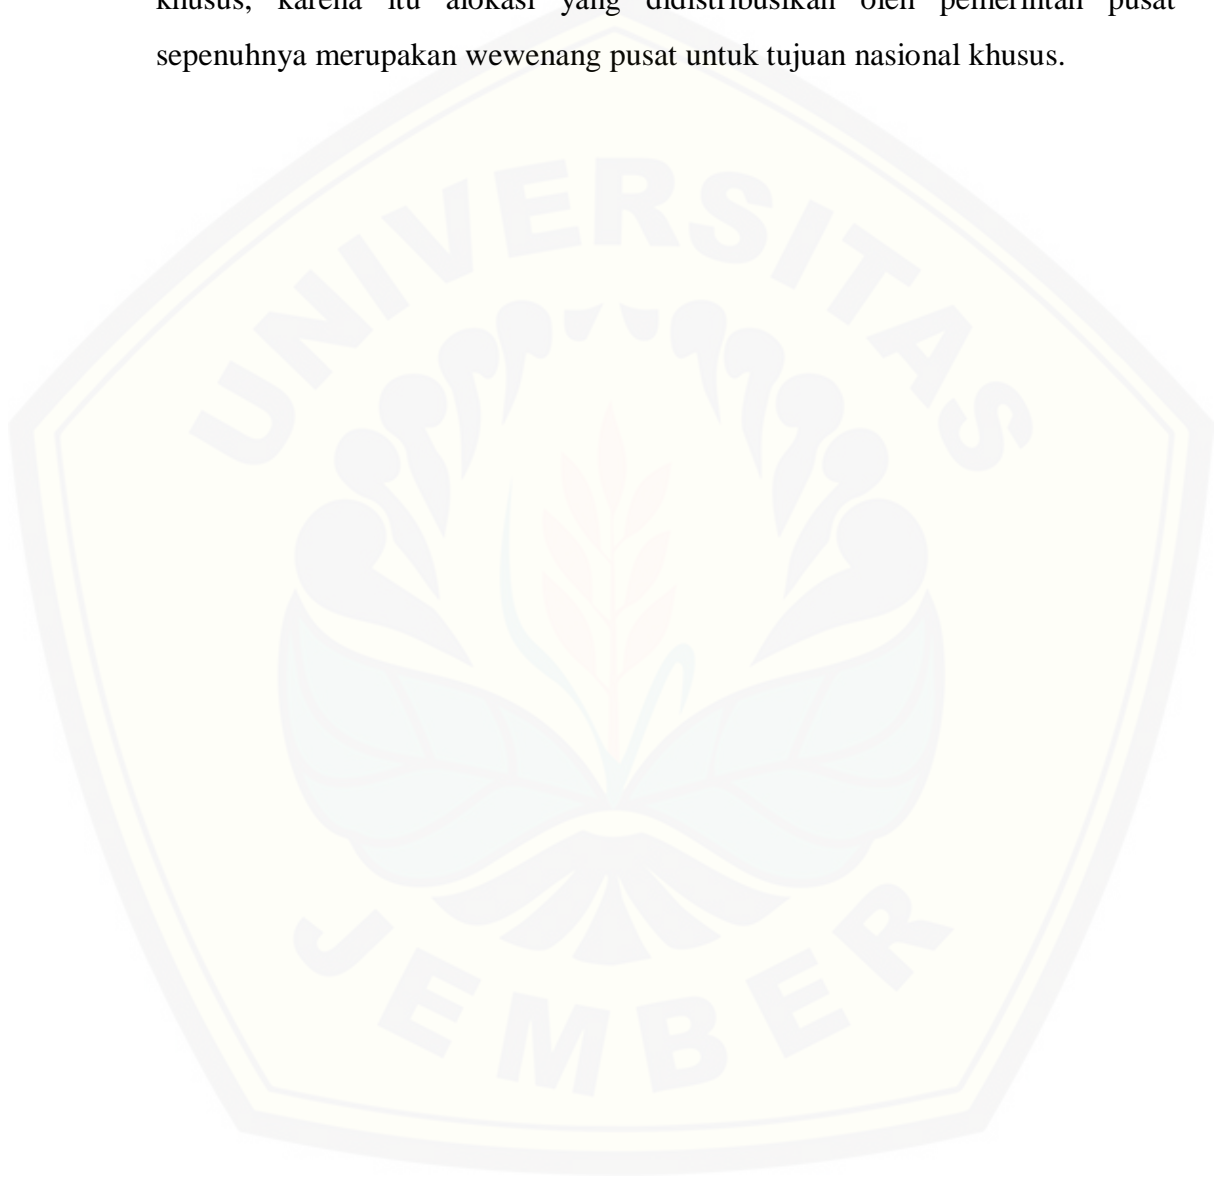 khusus, karena itu alokasi yang didistribusikan oleh pemerintah pusat
sepenuhnya merupakan wewenang pusat untuk tujuan nasional khusus.
UNIVERSITAS
JEMBER